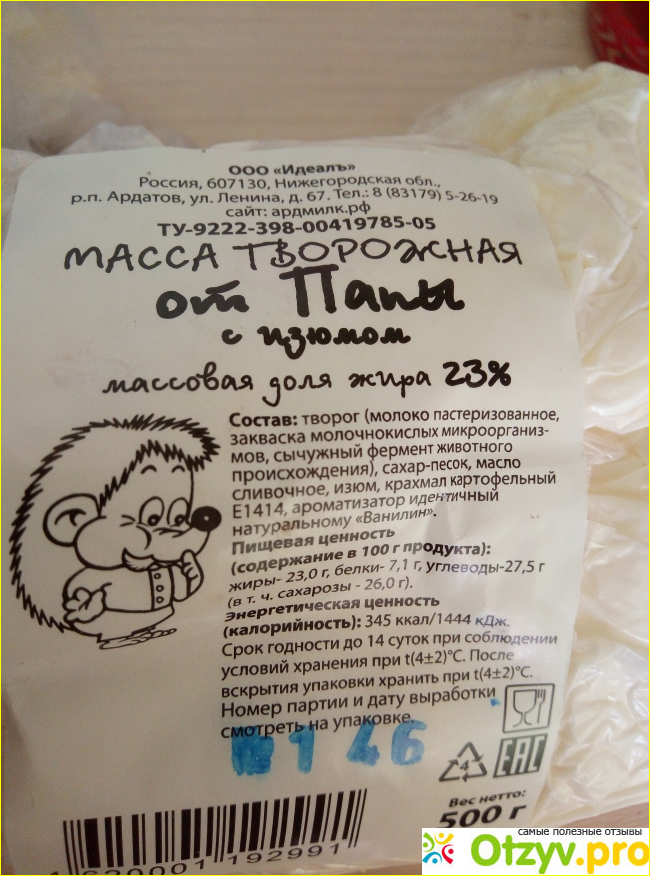 ООО «Идеалъ»
Россия, 607130, Нижегородская обл.,
р.п. Ардатов, ул. Ленина, д. 67. Тел.: 8 (83179) 5-26-19
сайт: ардмилк.рф
ТУ-9222-398-00419785-05
МАССА ТВОРОЖНАЯ
от Папы
с изюмом
массовая доля жира 23%
Состав: творог (молоко пастеризованное,
закваска молочнокислых микроорганиз-
мов, сычужный фермент животного
происхождения), сахар-песок, масло
сливочное, изюм, крахмал картофельный
Е1414, ароматизатор идентичный
натуральному «Ванилин».
Пищевая ценность
(содержание в 100 г продукта):
жиры- 23,0 г, белки- 7,1 г, углеводы-27,5 г
(в т. ч. сахарозы - 26,0 г).
Энергетическая ценность
(калорийность): 345 ккал/1444 кДж.
Срок годности до 14 суток при соблюдении
условий хранения при t(4±2)°С. После
вскрытия упаковки хранить при t(4±2)°С.
Номер партии и дату выработки
смотреть на упаковке.
№146
4
ЕАС
Вес нетто:
500 г
192991
самые полезные отзывы
Otzyv.pro